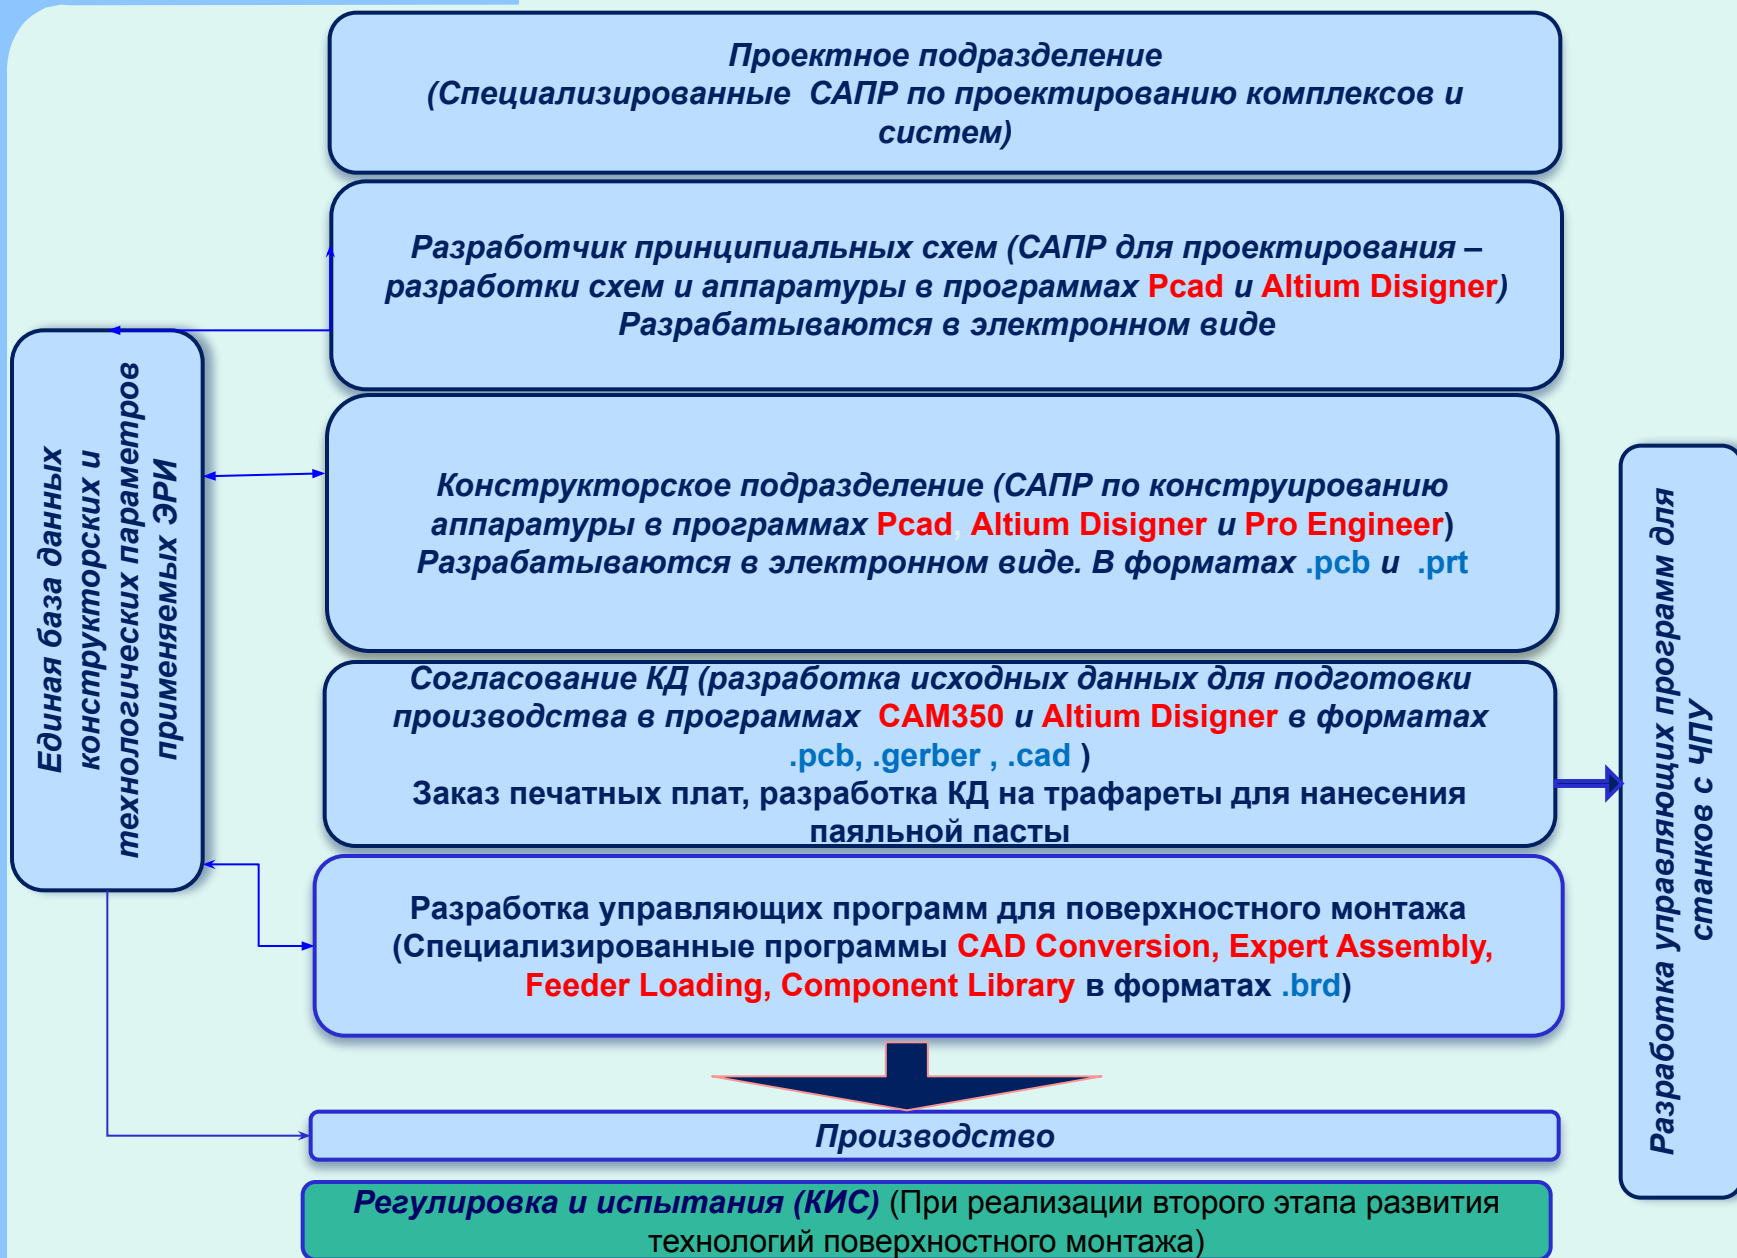 Проектное подразделение
(Специализированные САПР по проектированию комплексов и
систем)
Разработчик принципиальных схем (САПР для проектирования –
разработки схем и аппаратуры в программах Pcad и Altium Disigner)
Разрабатываются в электронном виде
Единая база данных
конструкторских и
технологических параметров
применяемых ЭРИ
Конструкторское подразделение (САПР по конструированию
аппаратуры в программах Pcad, Altium Disigner и Pro Engineer)
Разрабатываются в электронном виде. В форматах .pcb и .prt
Согласование КД (разработка исходных данных для подготовки
производства в программах CAM350 и Altium Disigner в форматах
.pcb, .gerber , .cad )
Заказ печатных плат, разработка КД на трафареты для нанесения
паяльной пасты
Разработка управляющих программ для
станков с ЧПУ
Разработка управляющих программ для поверхностного монтажа
(Специализированные программы CAD Conversion, Expert Assembly,
Feeder Loading, Component Library в форматах .brd)
Производство
Регулировка и испытания (КИС) (При реализации второго этапа развития
технологий поверхностного монтажа)